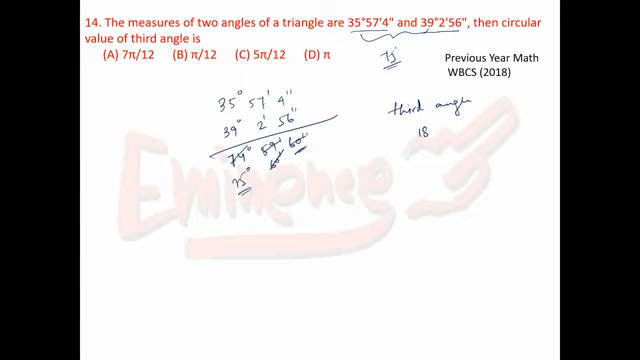 14. The measures of two angles of a triangle are 35°57'4" and 39°2'56", then circular
value of third angle is
(A) 7π/12 (B) π/12 (C) 5π/12 (D) π
75°
Previous Year Math
WBCS (2018)
35° 57' 4"
39° 2' 56"
74° 59' 60"
60'
75°
third angle
18
Eminence